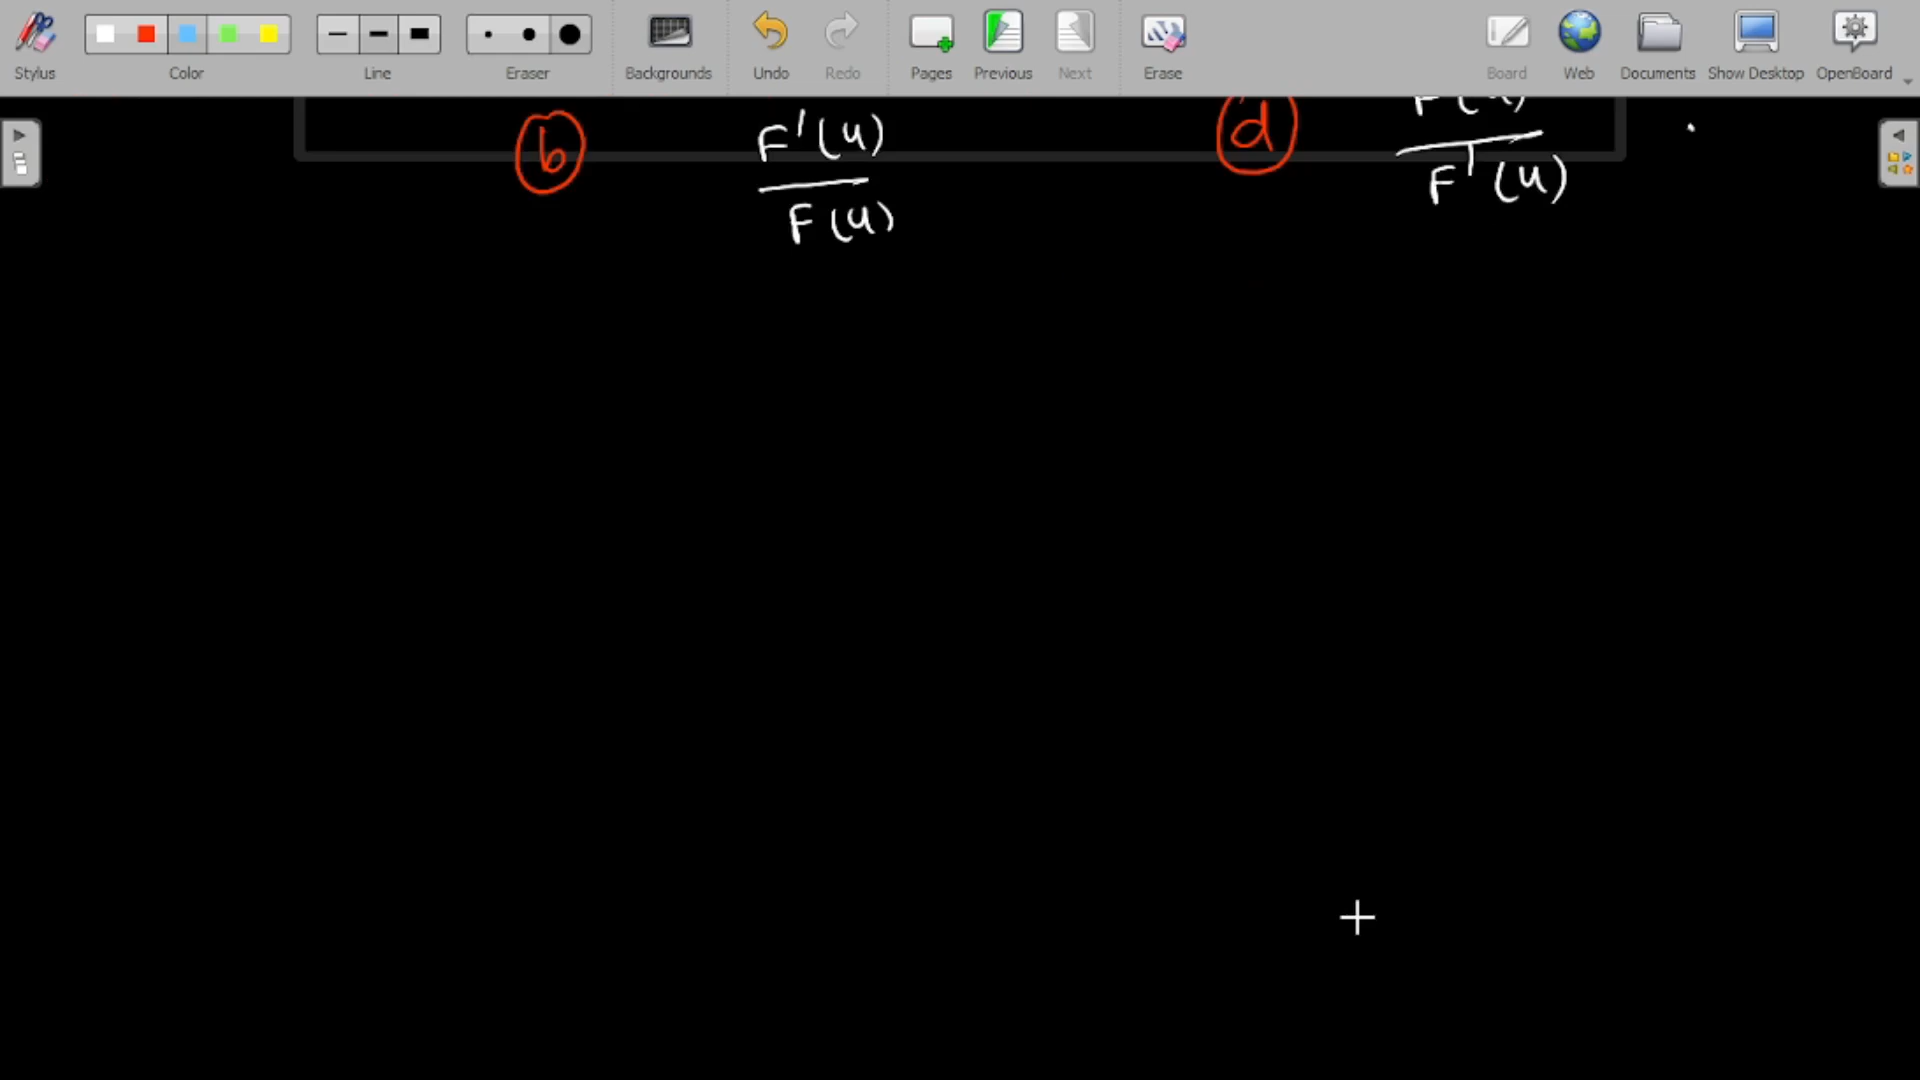 Stylus Color Line Eraser Backgrounds Undo Redo Pages Previous Next Erase Board Web Documents Show Desktop OpenBoard
b F'(u)
F(u)
d F(u)
F'(u)